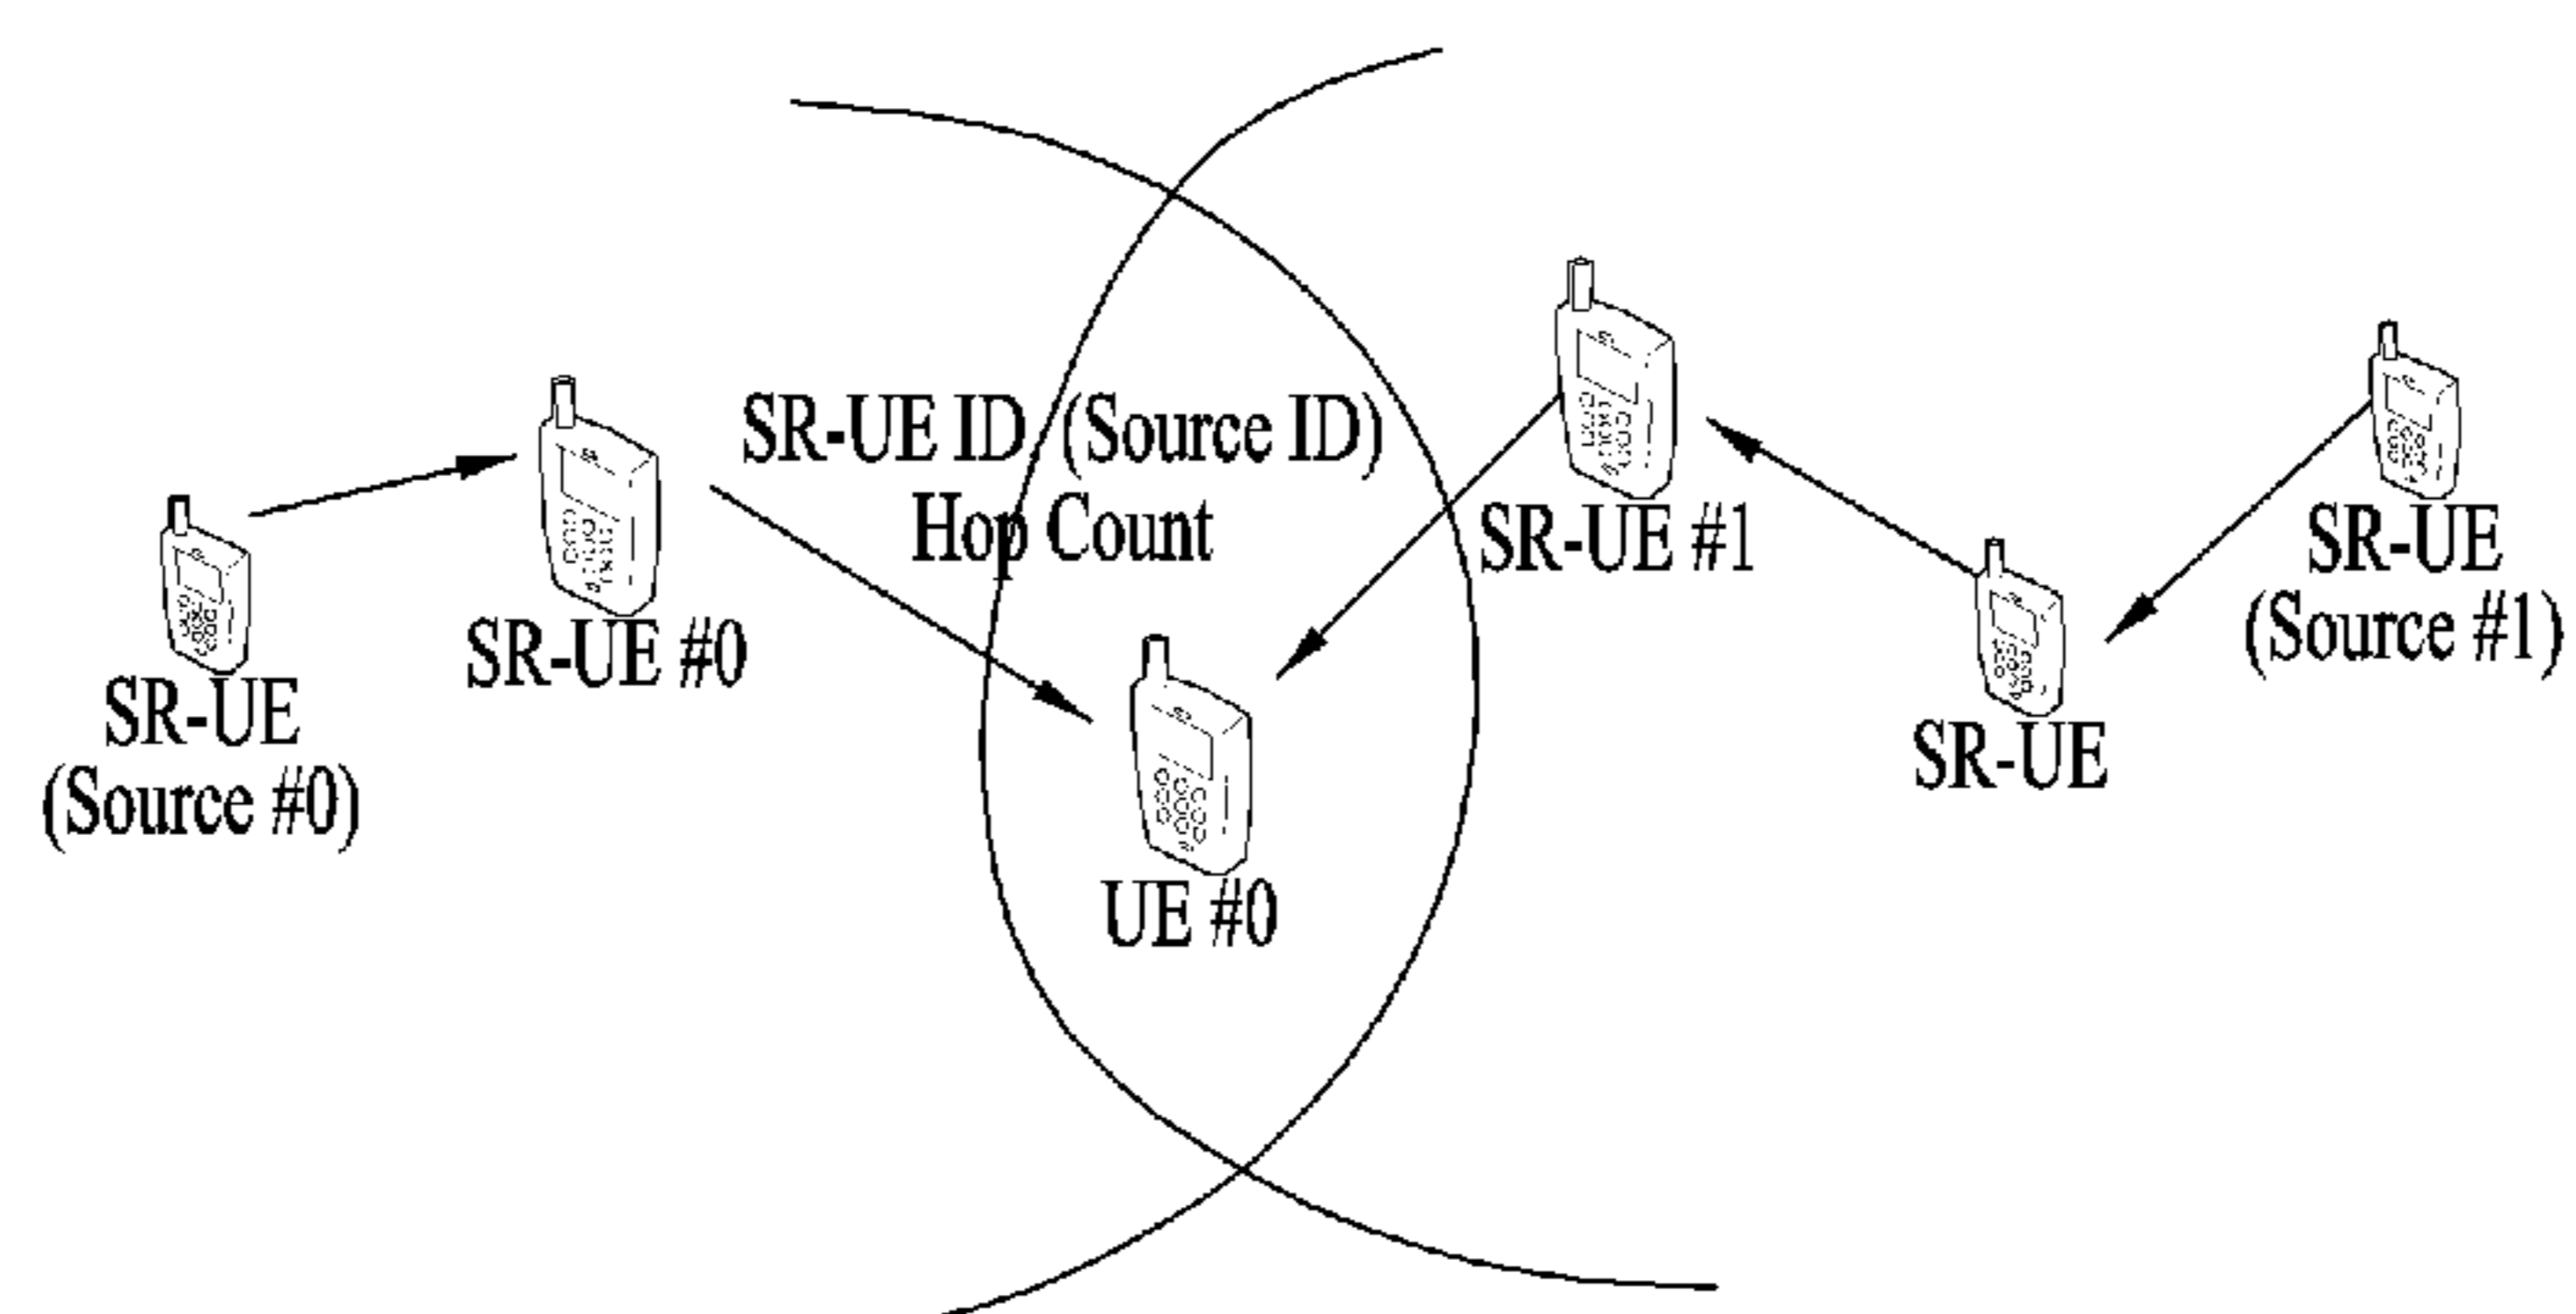 SR-UE ID (Source ID)
Hop Count
SR-UE #0
SR-UE
(Source #0)
UE #0
SR-UE #1
SR-UE
SR-UE
(Source #1)